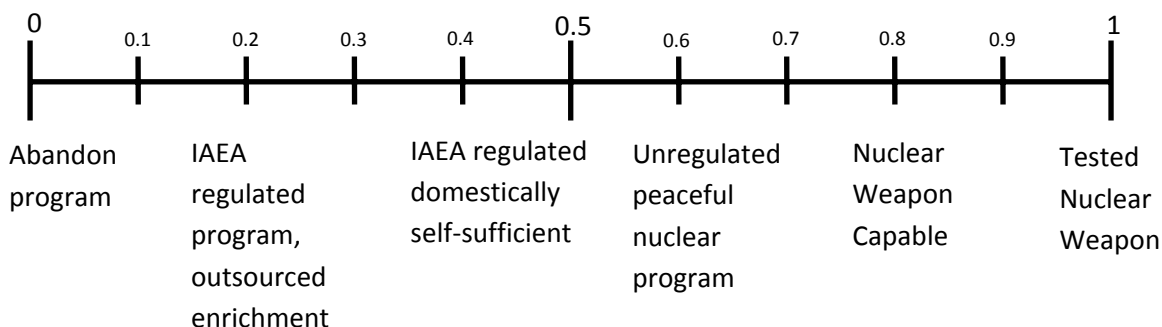 0 0.1 0.2 0.3 0.4 0.5 0.6 0.7 0.8 0.9 1
Abandon
program
IAEA
regulated
program,
outsourced
enrichment
IAEA regulated
domestically
self-sufficient
Unregulated
peaceful
nuclear
program
Nuclear
Weapon
Capable
Tested
Nuclear
Weapon